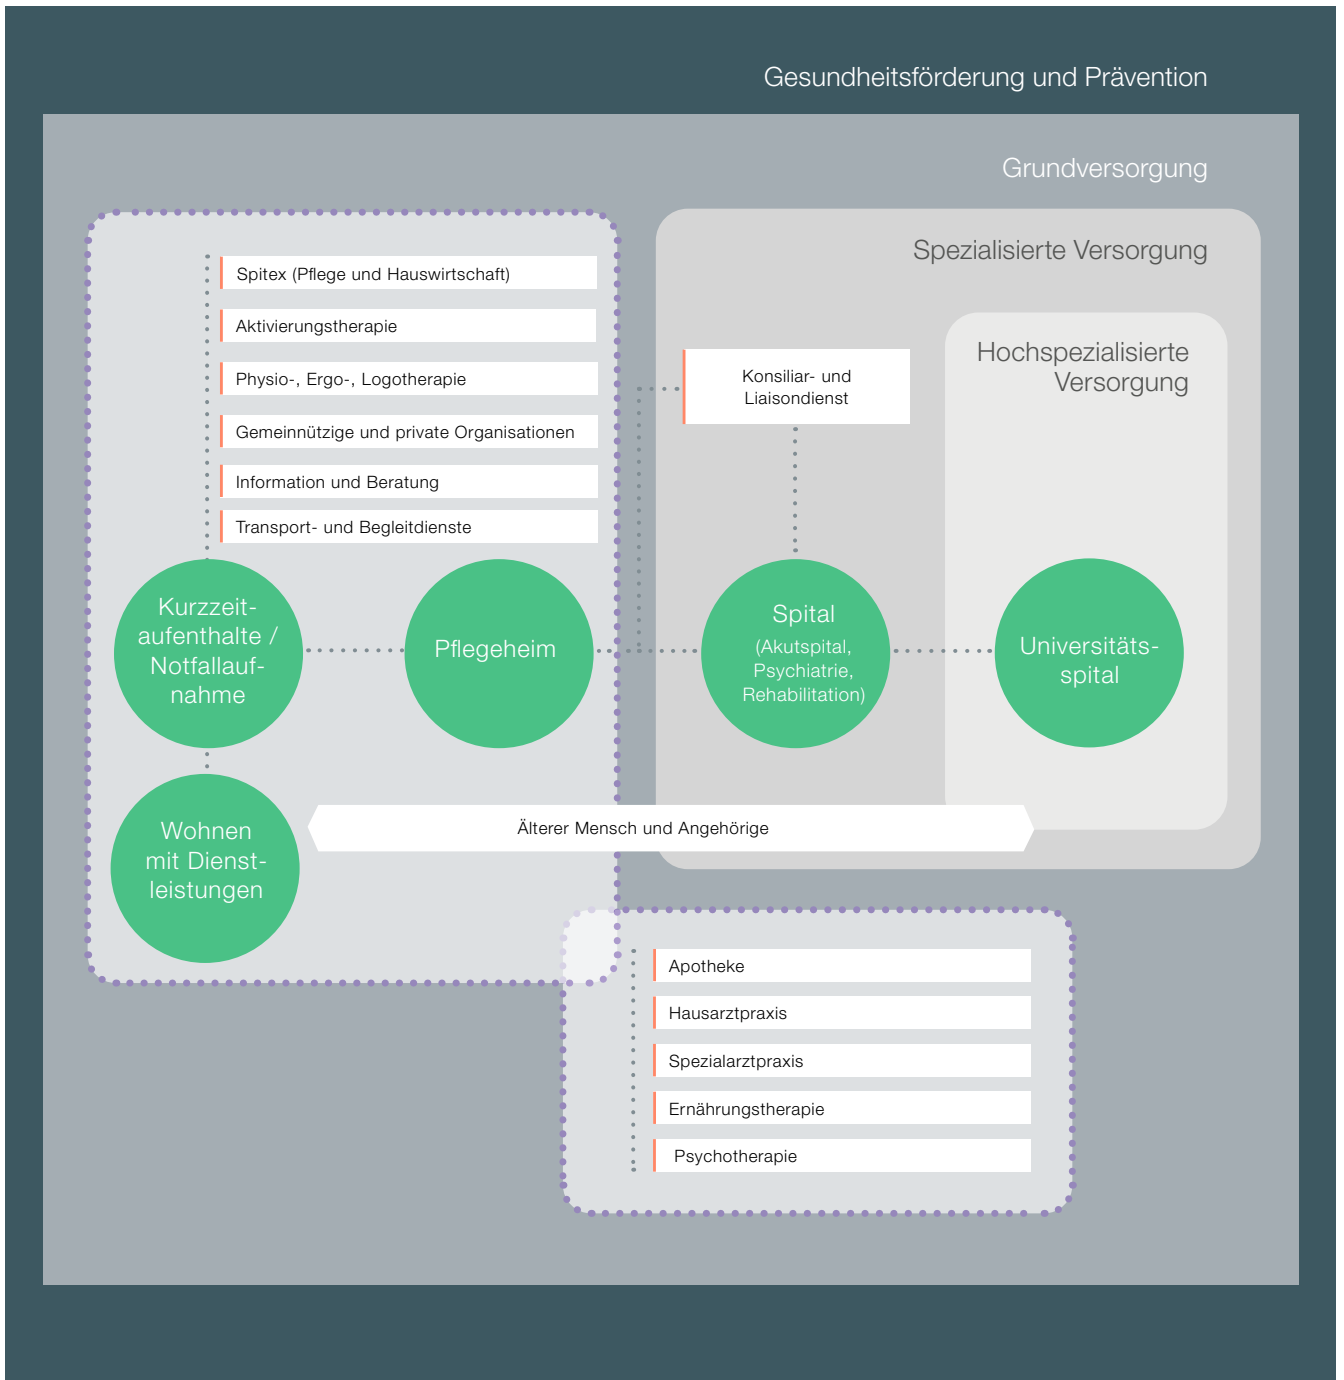 Gesundheitsförderung und Prävention
Grundversorgung
Spezialisierte Versorgung
Hochspezialisierte
Versorgung
Spitex (Pflege und Hauswirtschaft)
Aktivierungstherapie
Physio-, Ergo-, Logotherapie
Gemeinnützige und private Organisationen
Information und Beratung
Transport- und Begleitdienste
Konsiliar- und
Liaisondienst
Kurzzeit-
aufenthalte /
Notfallauf-
nahme
Pflegeheim
Spital
(Akutspital,
Psychiatrie,
Rehabilitation)
Universitäts-
spital
Wohnen
mit Dienst-
leistungen
Älterer Mensch und Angehörige
Apotheke
Hausarztpraxis
Spezialarztpraxis
Ernährungstherapie
Psychotherapie